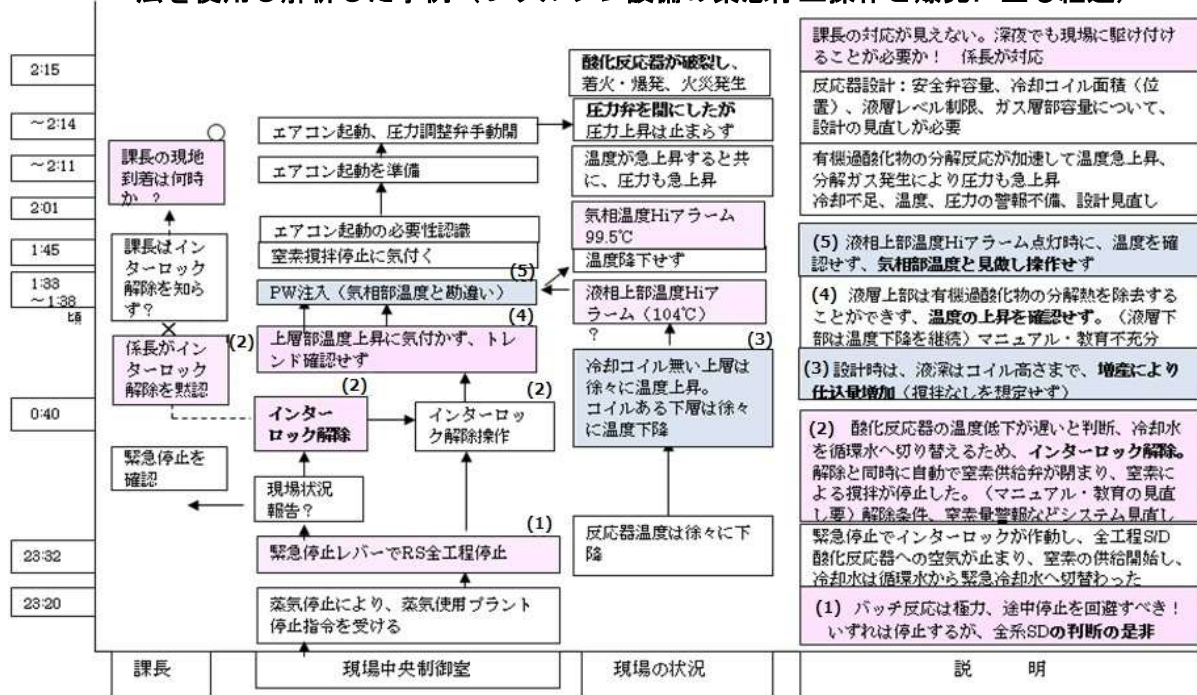 2:15
～2:14
～2:11
2:01
1:45
1:33
～1:38
頃
0:40
23:32
23:20
課長の現地
到着は何時
か ？
課長はイン
ターロック
解除を知ら
ず？
係長がイン
ターロック
解除を黙認
緊急停止を
確認
課長
エアコン起動、圧力調整弁手動開
エアコン起動を準備
エアコン起動の必要性認識
窒素撹拌停止に気付く
(5)
PW注入（気相部温度と勘違い）
(4)
(2)
上層部温度上昇に気付かず、トレ
ンド確認せず
(2)
インター
ロック解除
(2)
インターロッ
ク解除操作
現場状況
報告？
(1)
緊急停止レバーでRS全工程停止
蒸気停止により、蒸気使用プラント
停止指令を受ける
現場中央制御室
酸化反応器が破裂し、
着火・爆発、火災発生
圧力弁を開にしたが
圧力上昇は止まらず
温度が急上昇すると共
に、圧力も急上昇
気相温度Hiアラーム
99.5℃
温度降下せず
液相上部温度Hiア
ラーム（104℃）
？
(3)
冷却コイル無い上層は
徐々に温度上昇。
コイルある下層は徐々
に温度下降
反応器温度は徐々に下
降
現場の状況
課長の対応が見えない。深夜でも現場に駆け付け
ることが必要か！ 係長が対応
反応器設計：安全弁容量、冷却コイル面積（位
置）、液層レベル制限、ガス層部容量について、
設計の見直しが必要
有機過酸化物の分解反応が加速して温度急上昇、
分解ガス発生により圧力も急上昇
冷却不足、温度、圧力の警報不備、設計見直し
(5) 液相上部温度Hiアラーム点灯時に、温度を確
認せず、気相部温度と見做し操作せず
(4) 液層上部は有機過酸化物の分解熱を除去する
ことができず、温度の上昇を確認せず。（液層下
部は温度下降を継続）マニュアル・教育不充分
(3) 設計時は、液深はコイル高さまで、増産により
仕込量増加（撹拌なしを想定せず）
(2) 酸化反応器の温度低下が遅いと判断、冷却水
を循環水へ切り替えるため、インターロック解除。
解除と同時に自動で窒素供給弁が閉まり、窒素に
よる撹拌が停止した。（マニュアル・教育の見直
し要）解除条件、窒素量警報などシステム見直し
緊急停止でインターロックが作動し、全工程S/D
酸化反応器への空気が止まり、窒素の供給開始し、
冷却水は循環水から緊急冷却水へ切替わった
(1) バッチ反応は極力、途中停止を回避すべき！
いずれは停止するが、全系SDの判断の是非
説 明